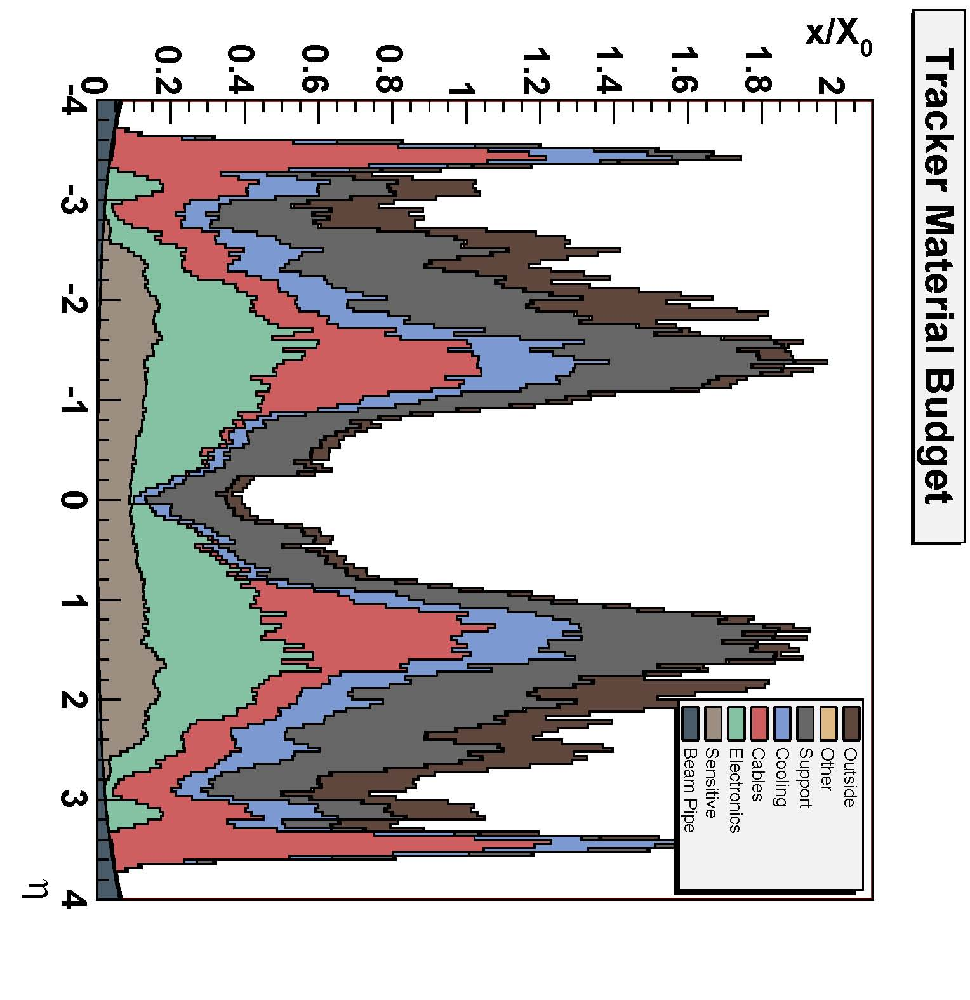 Tracker Material Budget
x/X₀
2
1.8
1.6
1.4
1.2
1
0.8
0.6
0.4
0.2
0
-4
-3
-2
-1
0
1
2
3
4
η
Outside
Other
Support
Cooling
Cables
Electronics
Sensitive
Beam Pipe